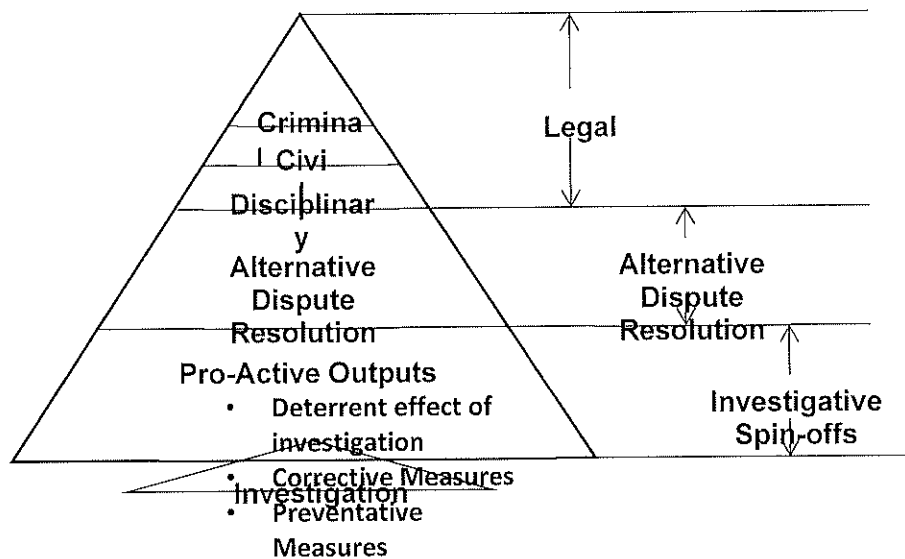 Crimina
l Civi
l
Disciplinar
y
Alternative
Dispute
Resolution
Pro-Active Outputs
• Deterrent effect of
investigation
• Corrective Measures
Investigation
• Preventative
Measures
Legal
Alternative
Dispute
Resolution
Investigative
Spin-offs